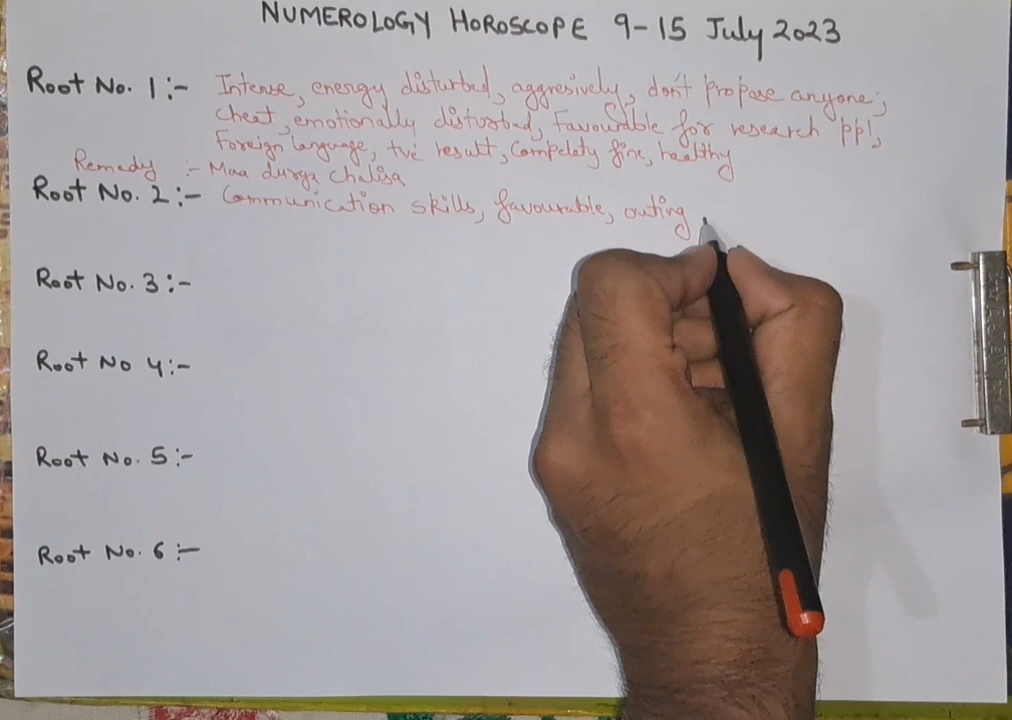 NUMEROLOGY HOROSCOPE 9-15 July 2023
Root No. 1:- Intense, energy disturbed, aggresively, don't propose anyone,
Cheat, emotionally disturbed, Favourable for research ppl,
Foreign language, +ve result, Completly fine, healthy
Remedy :- Maa durga Chalisa
Root No. 2:- Communication skills, favourable, outing
Root No. 3:-
Root No 4:-
Root No. 5:-
Root No. 6:-